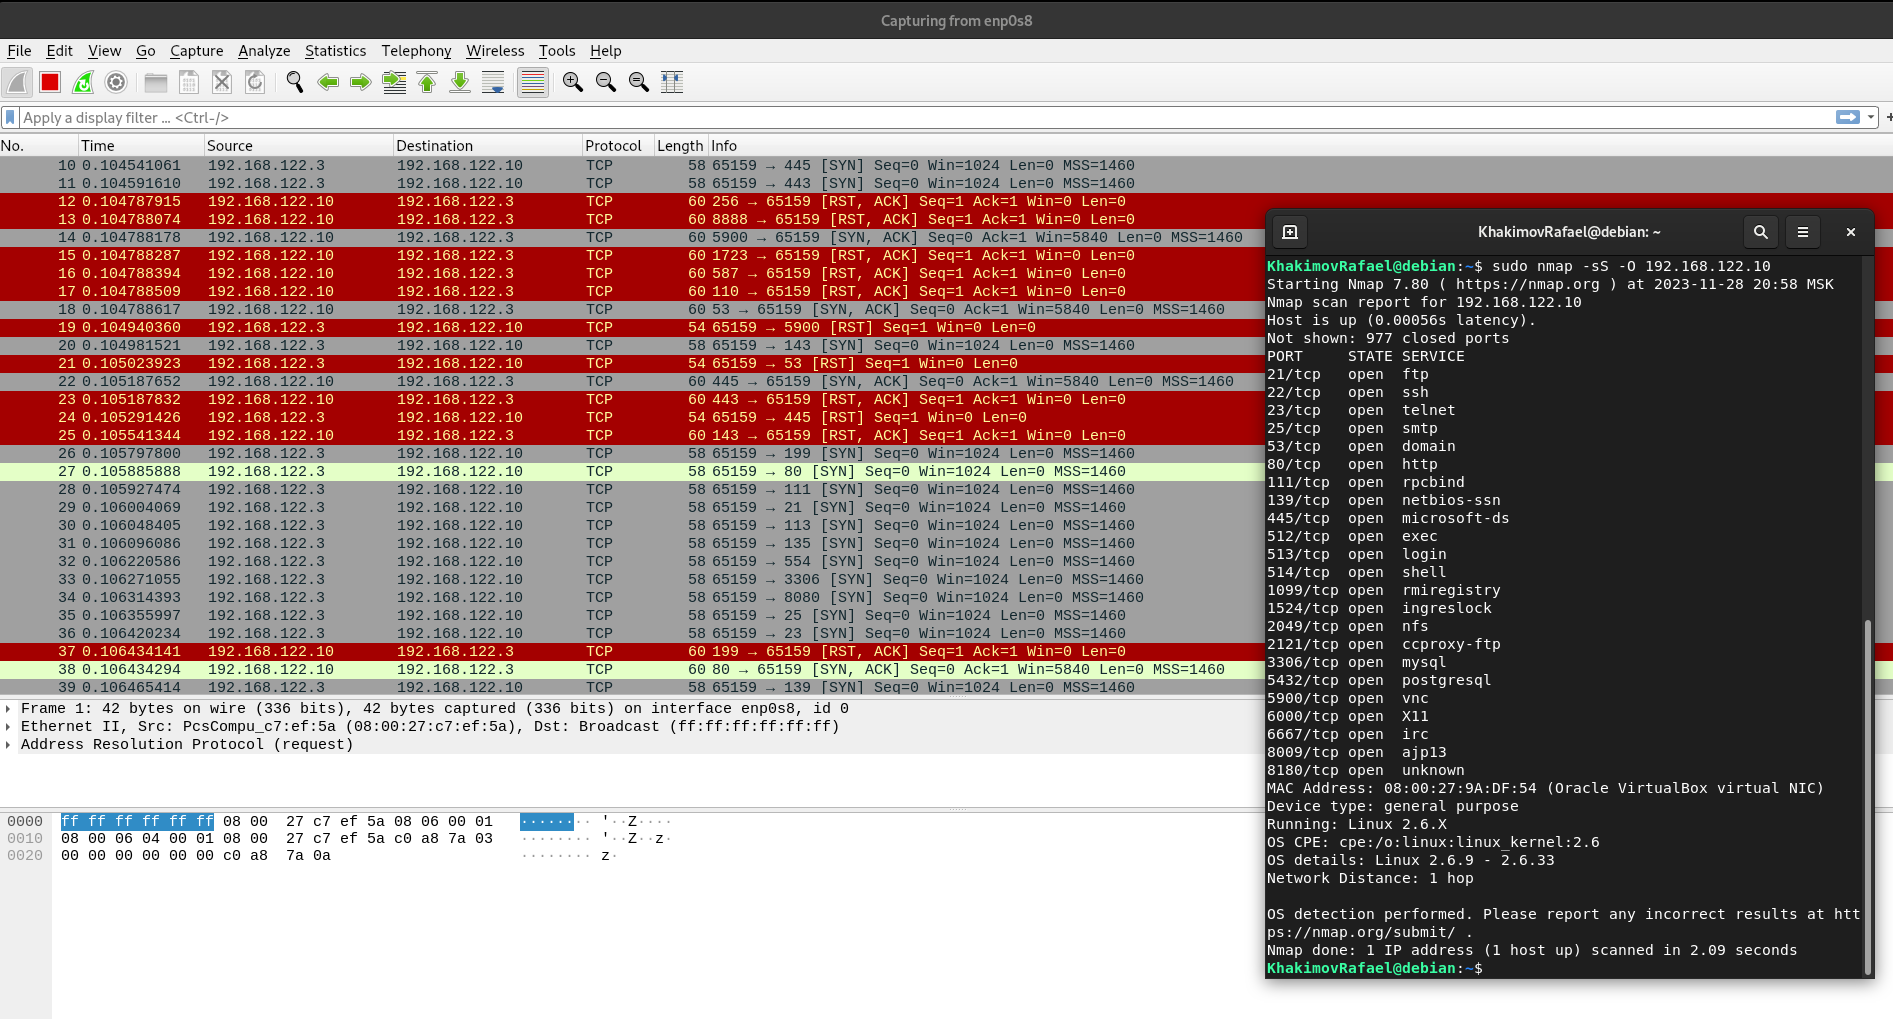 Capturing from enp0s8
File Edit View Go Capture Analyze Statistics Telephony Wireless Tools Help
Apply a display filter ... <Ctrl-/>
No. Time Source Destination Protocol Length Info
10 0.104541061 192.168.122.3 192.168.122.10 TCP 58 65159 → 445 [SYN] Seq=0 Win=1024 Len=0 MSS=1460
11 0.104591610 192.168.122.3 192.168.122.10 TCP 58 65159 → 443 [SYN] Seq=0 Win=1024 Len=0 MSS=1460
12 0.104787915 192.168.122.10 192.168.122.3 TCP 60 256 → 65159 [RST, ACK] Seq=1 Ack=1 Win=0 Len=0
13 0.104788074 192.168.122.10 192.168.122.3 TCP 60 8888 → 65159 [RST, ACK] Seq=1 Ack=1 Win=0 Len=0
14 0.104788178 192.168.122.10 192.168.122.3 TCP 60 5900 → 65159 [SYN, ACK] Seq=0 Ack=1 Win=5840 Len=0 MSS=1460
15 0.104788287 192.168.122.10 192.168.122.3 TCP 60 1723 → 65159 [RST, ACK] Seq=1 Ack=1 Win=0 Len=0
16 0.104788394 192.168.122.10 192.168.122.3 TCP 60 587 → 65159 [RST, ACK] Seq=1 Ack=1 Win=0 Len=0
17 0.104788509 192.168.122.10 192.168.122.3 TCP 60 110 → 65159 [RST, ACK] Seq=1 Ack=1 Win=0 Len=0
18 0.104788617 192.168.122.10 192.168.122.3 TCP 60 53 → 65159 [SYN, ACK] Seq=0 Ack=1 Win=5840 Len=0 MSS=1460
19 0.104940360 192.168.122.3 192.168.122.10 TCP 54 65159 → 5900 [RST] Seq=1 Win=0 Len=0
20 0.104981521 192.168.122.3 192.168.122.10 TCP 58 65159 → 143 [SYN] Seq=0 Win=1024 Len=0 MSS=1460
21 0.105023923 192.168.122.3 192.168.122.10 TCP 54 65159 → 53 [RST] Seq=1 Win=0 Len=0
22 0.105187652 192.168.122.10 192.168.122.3 TCP 60 445 → 65159 [SYN, ACK] Seq=0 Ack=1 Win=5840 Len=0 MSS=1460
23 0.105187832 192.168.122.10 192.168.122.3 TCP 60 443 → 65159 [RST, ACK] Seq=1 Ack=1 Win=0 Len=0
24 0.105291426 192.168.122.3 192.168.122.10 TCP 54 65159 → 445 [RST] Seq=1 Win=0 Len=0
25 0.105541344 192.168.122.10 192.168.122.3 TCP 60 143 → 65159 [RST, ACK] Seq=1 Ack=1 Win=0 Len=0
26 0.105797800 192.168.122.3 192.168.122.10 TCP 58 65159 → 199 [SYN] Seq=0 Win=1024 Len=0 MSS=1460
27 0.105885888 192.168.122.3 192.168.122.10 TCP 58 65159 → 80 [SYN] Seq=0 Win=1024 Len=0 MSS=1460
28 0.105927474 192.168.122.3 192.168.122.10 TCP 58 65159 → 111 [SYN] Seq=0 Win=1024 Len=0 MSS=1460
29 0.106004069 192.168.122.3 192.168.122.10 TCP 58 65159 → 21 [SYN] Seq=0 Win=1024 Len=0 MSS=1460
30 0.106048405 192.168.122.3 192.168.122.10 TCP 58 65159 → 113 [SYN] Seq=0 Win=1024 Len=0 MSS=1460
31 0.106096086 192.168.122.3 192.168.122.10 TCP 58 65159 → 135 [SYN] Seq=0 Win=1024 Len=0 MSS=1460
32 0.106220586 192.168.122.3 192.168.122.10 TCP 58 65159 → 554 [SYN] Seq=0 Win=1024 Len=0 MSS=1460
33 0.106271055 192.168.122.3 192.168.122.10 TCP 58 65159 → 3306 [SYN] Seq=0 Win=1024 Len=0 MSS=1460
34 0.106314393 192.168.122.3 192.168.122.10 TCP 58 65159 → 8080 [SYN] Seq=0 Win=1024 Len=0 MSS=1460
35 0.106355997 192.168.122.3 192.168.122.10 TCP 58 65159 → 25 [SYN] Seq=0 Win=1024 Len=0 MSS=1460
36 0.106420234 192.168.122.3 192.168.122.10 TCP 58 65159 → 23 [SYN] Seq=0 Win=1024 Len=0 MSS=1460
37 0.106434141 192.168.122.10 192.168.122.3 TCP 60 199 → 65159 [RST, ACK] Seq=1 Ack=1 Win=0 Len=0
38 0.106434294 192.168.122.10 192.168.122.3 TCP 60 80 → 65159 [SYN, ACK] Seq=0 Ack=1 Win=5840 Len=0 MSS=1460
39 0.106465414 192.168.122.3 192.168.122.10 TCP 58 65159 → 139 [SYN] Seq=0 Win=1024 Len=0 MSS=1460
Frame 1: 42 bytes on wire (336 bits), 42 bytes captured (336 bits) on interface enp0s8, id 0
Ethernet II, Src: PcsCompu_c7:ef:5a (08:00:27:c7:ef:5a), Dst: Broadcast (ff:ff:ff:ff:ff:ff)
Address Resolution Protocol (request)
0000 ff ff ff ff ff ff 08 00 27 c7 ef 5a 08 06 00 01 ········ '··Z····
0010 08 00 06 04 00 01 08 00 27 c7 ef 5a c0 a8 7a 03 ········ '··Z··z·
0020 00 00 00 00 00 00 c0 a8 7a 0a ········ z·
KhakimovRafael@debian: ~
KhakimovRafael@debian:~$ sudo nmap -sS -O 192.168.122.10
Starting Nmap 7.80 ( https://nmap.org ) at 2023-11-28 20:58 MSK
Nmap scan report for 192.168.122.10
Host is up (0.00056s latency).
Not shown: 977 closed ports
PORT STATE SERVICE
21/tcp open ftp
22/tcp open ssh
23/tcp open telnet
25/tcp open smtp
53/tcp open domain
80/tcp open http
111/tcp open rpcbind
139/tcp open netbios-ssn
445/tcp open microsoft-ds
512/tcp open exec
513/tcp open login
514/tcp open shell
1099/tcp open rmiregistry
1524/tcp open ingreslock
2049/tcp open nfs
2121/tcp open ccproxy-ftp
3306/tcp open mysql
5432/tcp open postgresql
5900/tcp open vnc
6000/tcp open X11
6667/tcp open irc
8009/tcp open ajp13
8180/tcp open unknown
MAC Address: 08:00:27:9A:DF:54 (Oracle VirtualBox virtual NIC)
Device type: general purpose
Running: Linux 2.6.X
OS CPE: cpe:/o:linux:linux_kernel:2.6
OS details: Linux 2.6.9 - 2.6.33
Network Distance: 1 hop
OS detection performed. Please report any incorrect results at htt
ps://nmap.org/submit/ .
Nmap done: 1 IP address (1 host up) scanned in 2.09 seconds
KhakimovRafael@debian:~$